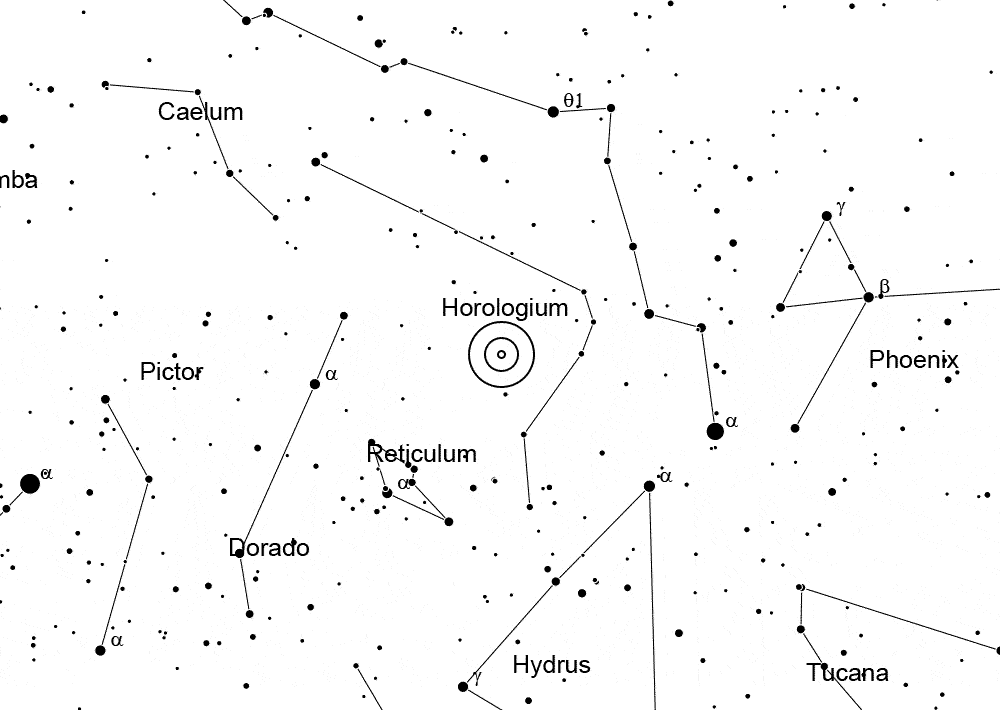 θ1
Caelum
mba
γ
β
Horologium
Phoenix
Pictor
α
α
Reticulum
α
α
α
Dorado
α
Hydrus
γ
Tucana